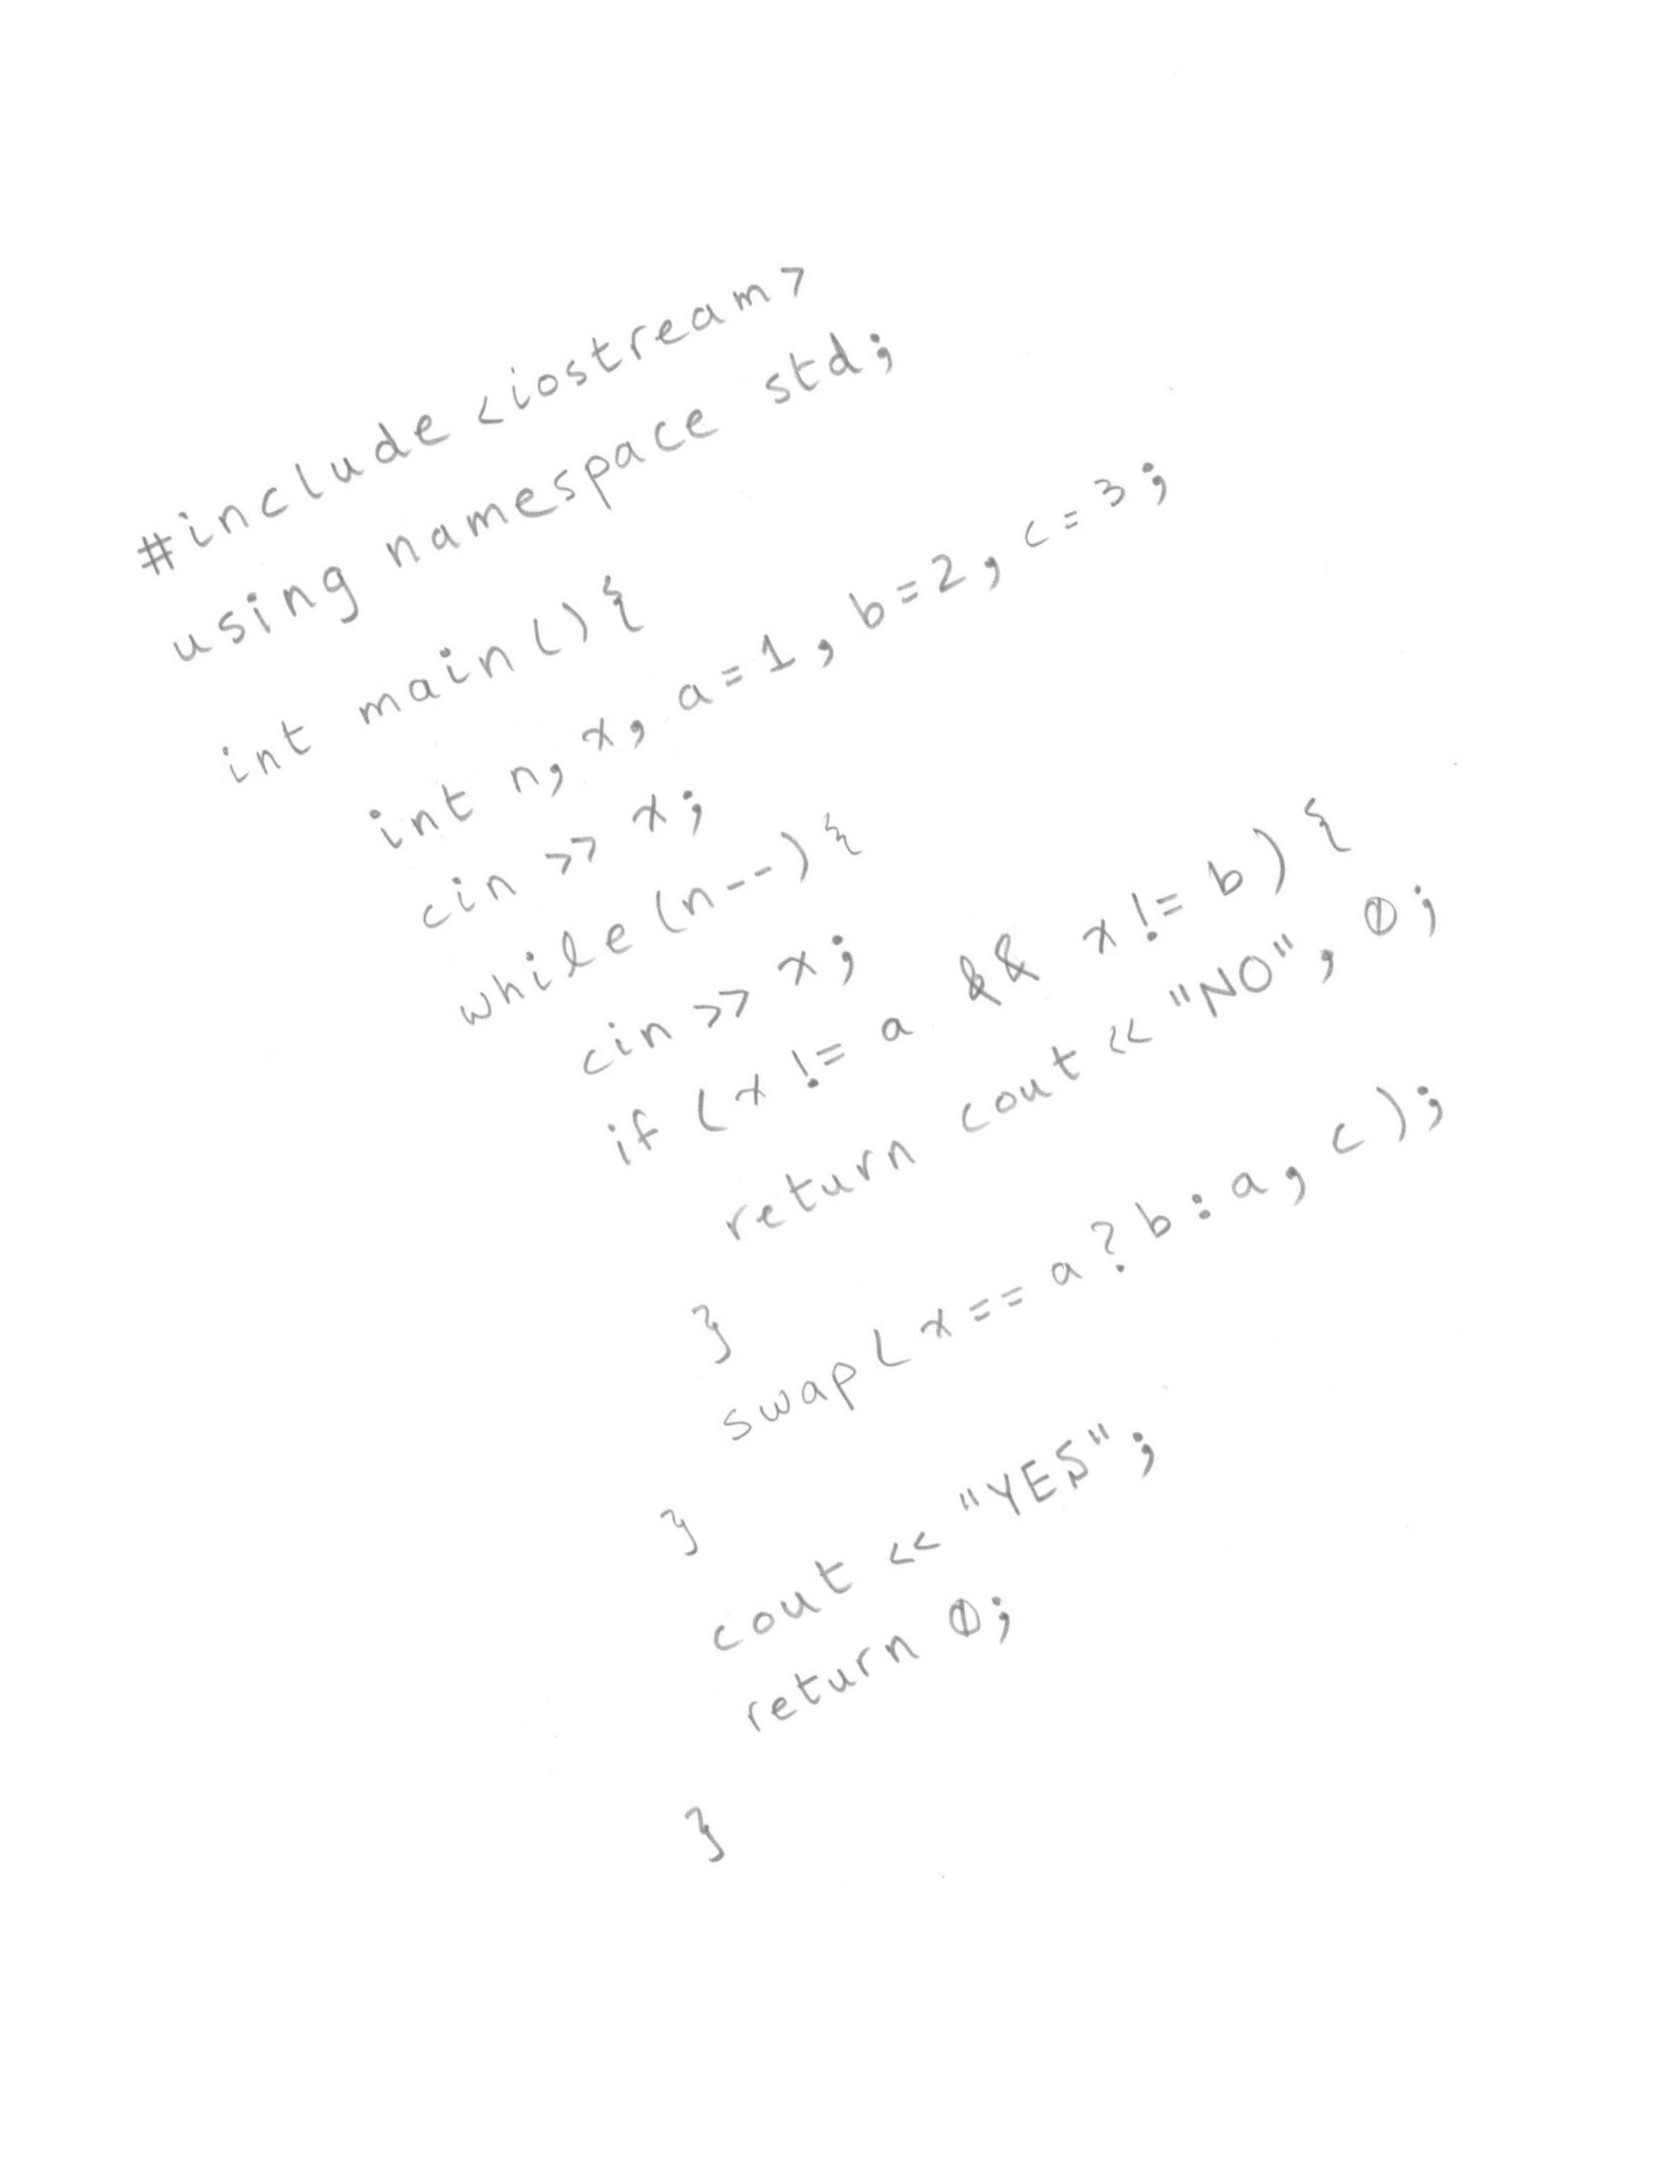 #include <iostream>
using namespace std;
int main() {
int n, x, a=1, b=2, c=3;
cin >> x;
while(n--) {
cin >> x;
if (x != a && x != b) {
return cout << "NO", 0;
}
swap(x == a ? b : a, c);
}
cout << "YES";
return 0;
}